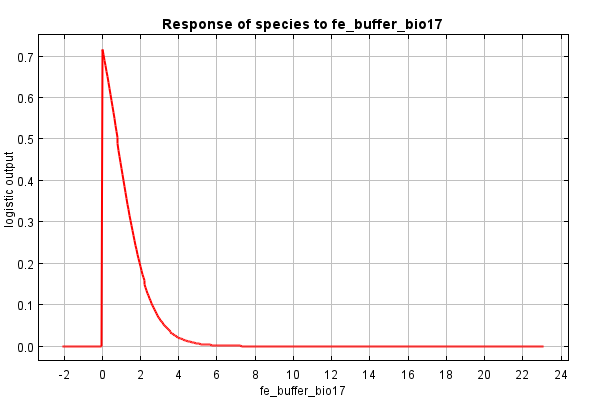 Response of species to fe_buffer_bio17
logistic output
0.7
0.6
0.5
0.4
0.3
0.2
0.1
0.0
-2 0 2 4 6 8 10 12 14 16 18 20 22 24
fe_buffer_bio17